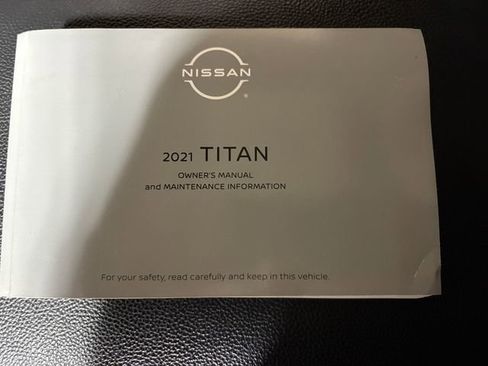 NISSAN
2021 TITAN
OWNER'S MANUAL
and MAINTENANCE INFORMATION
For your safety, read carefully and keep in this vehicle.